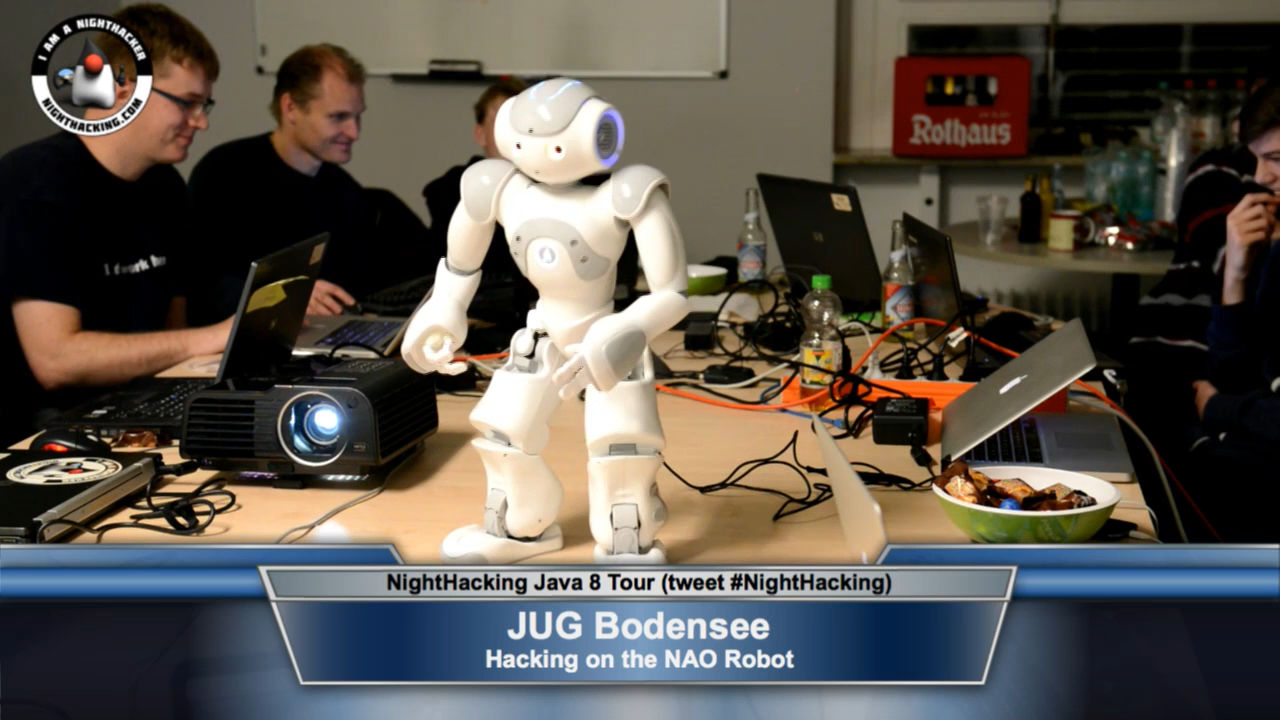 I AM A NIGHTHACKER
NIGHTHACKING.COM
Rothaus
NightHacking Java 8 Tour (tweet #NightHacking)
JUG Bodensee
Hacking on the NAO Robot